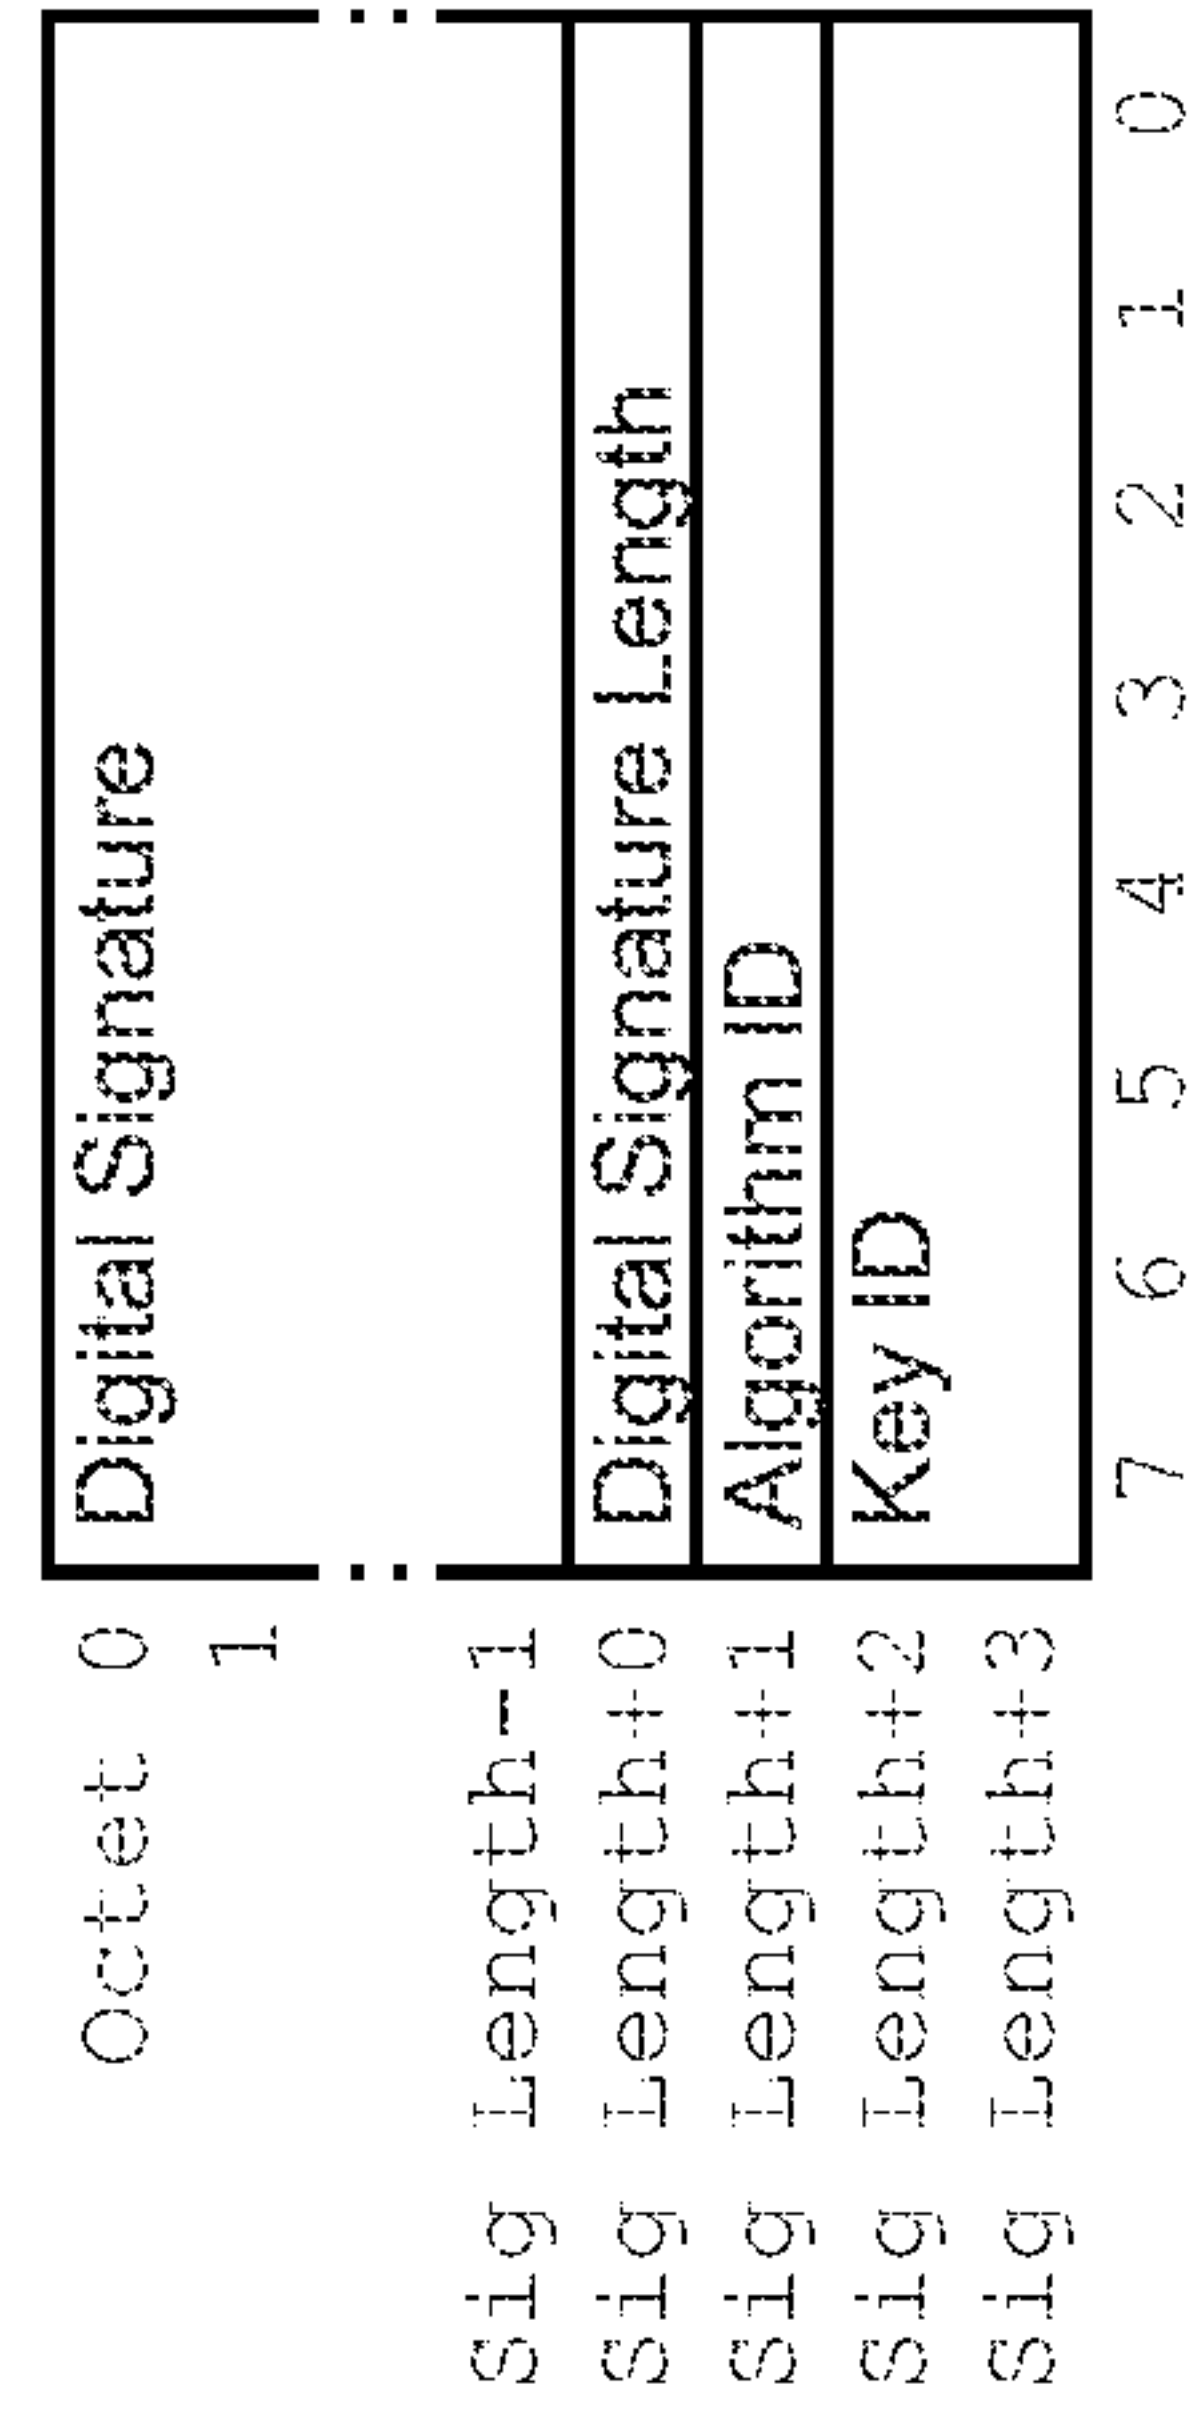 Octet 0 Digital Signature
1
Sig Length-1
Sig Length+0 Digital Signature Length
Sig Length+1 Algorithm ID
Sig Length+2 Key ID
Sig Length+3
7 6 5 4 3 2 1 0